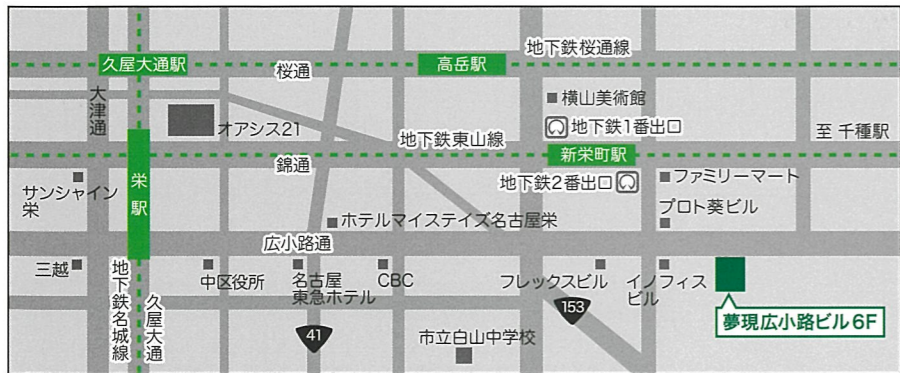 地下鉄桜通線
久屋大通駅
高岳駅
桜通
大津通
横山美術館
オアシス21
地下鉄1番出口
地下鉄東山線
至 千種駅
錦通
新栄町駅
栄駅
サンシャイン
栄
地下鉄2番出口
ファミリーマート
プロト葵ビル
ホテルマイステイズ名古屋栄
広小路通
三越
中区役所
名古屋
東急ホテル
CBC
フレックスビル
イノフィス
ビル
地下鉄名城線
久屋大通
41
153
市立白山中学校
夢現広小路ビル6F